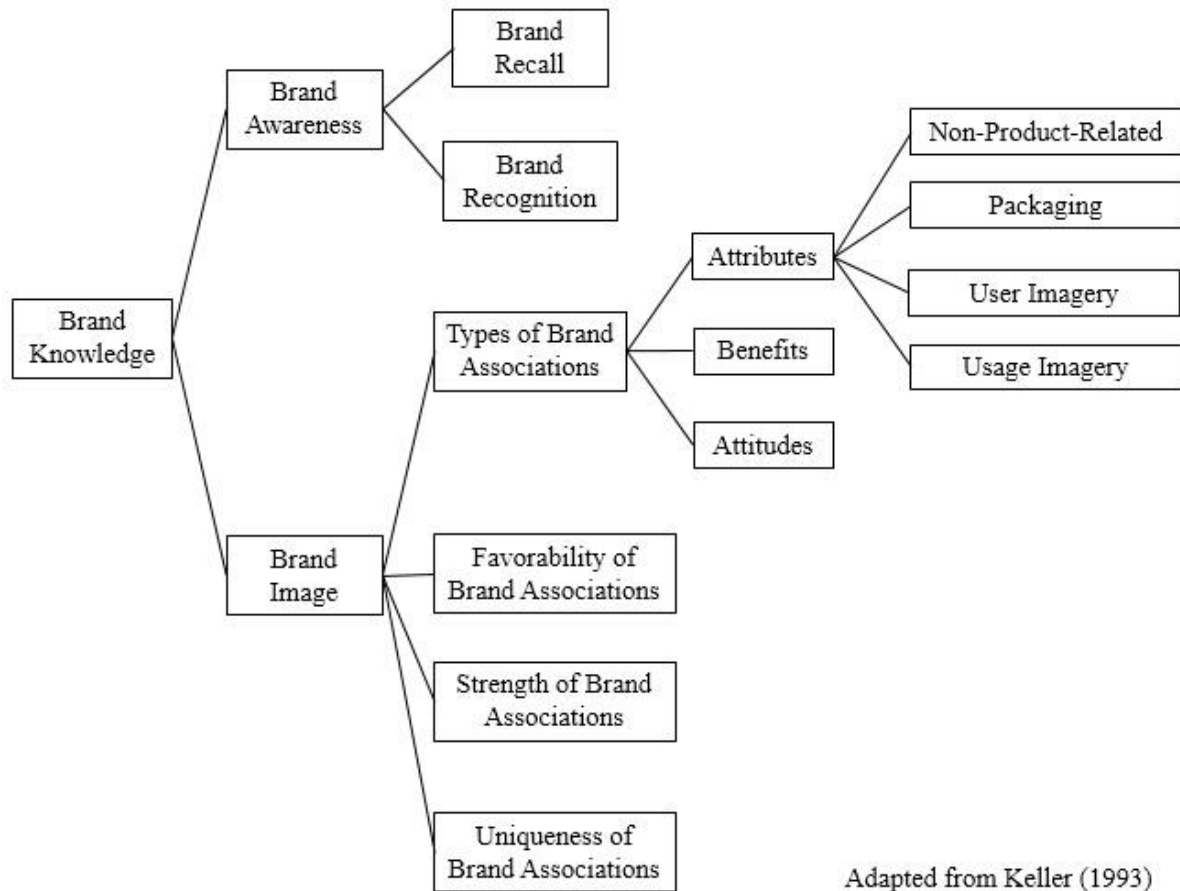 Brand
Recall
Brand
Awareness
Brand
Recognition
Non-Product-Related
Packaging
Attributes
User Imagery
Brand
Knowledge
Types of Brand
Associations
Benefits
Usage Imagery
Attitudes
Brand
Image
Favorability of
Brand Associations
Strength of Brand
Associations
Uniqueness of
Brand Associations
Adapted from Keller (1993)